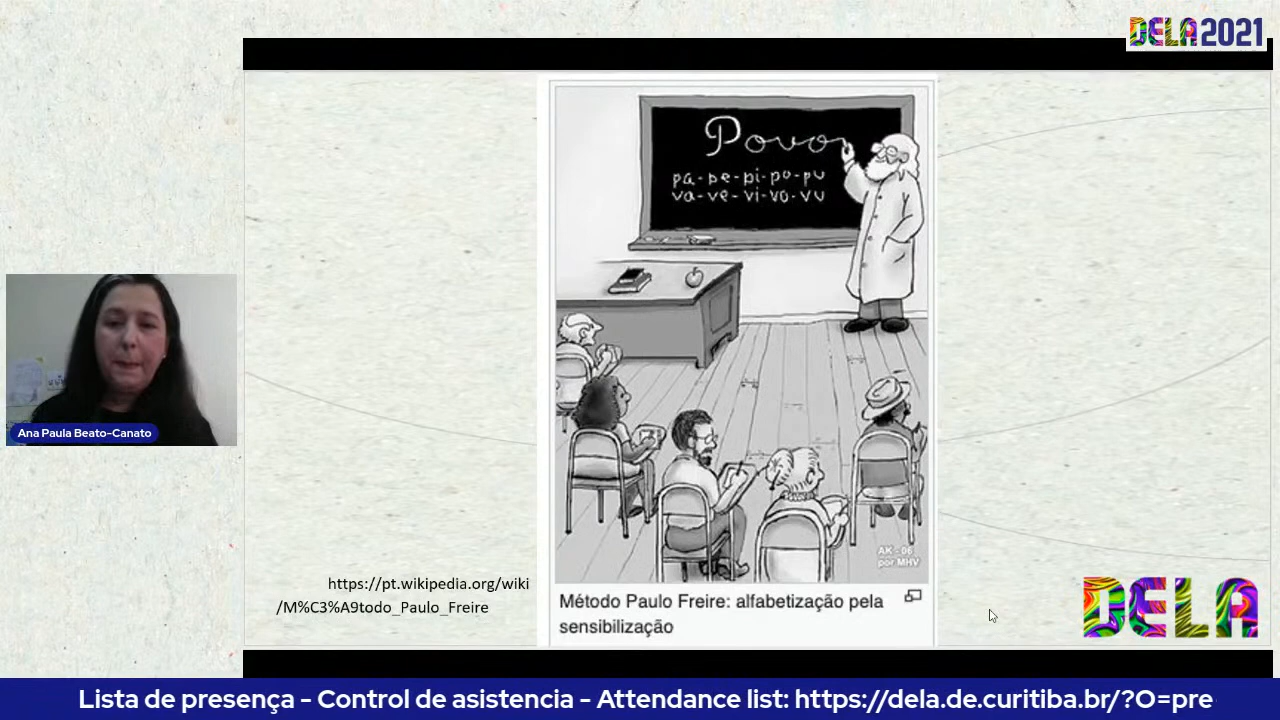 DELA 2021
Povo
pa-pe-pi-po-pu
va-ve-vi-vo-vu
Ana Paula Beato-Canato
AK - 06
por MHV
https://pt.wikipedia.org/wiki
/M%C3%A9todo_Paulo_Freire
Método Paulo Freire: alfabetização pela
sensibilização
DELA
Lista de presença - Control de asistencia - Attendance list: https://dela.de.curitiba.br/?O=pre